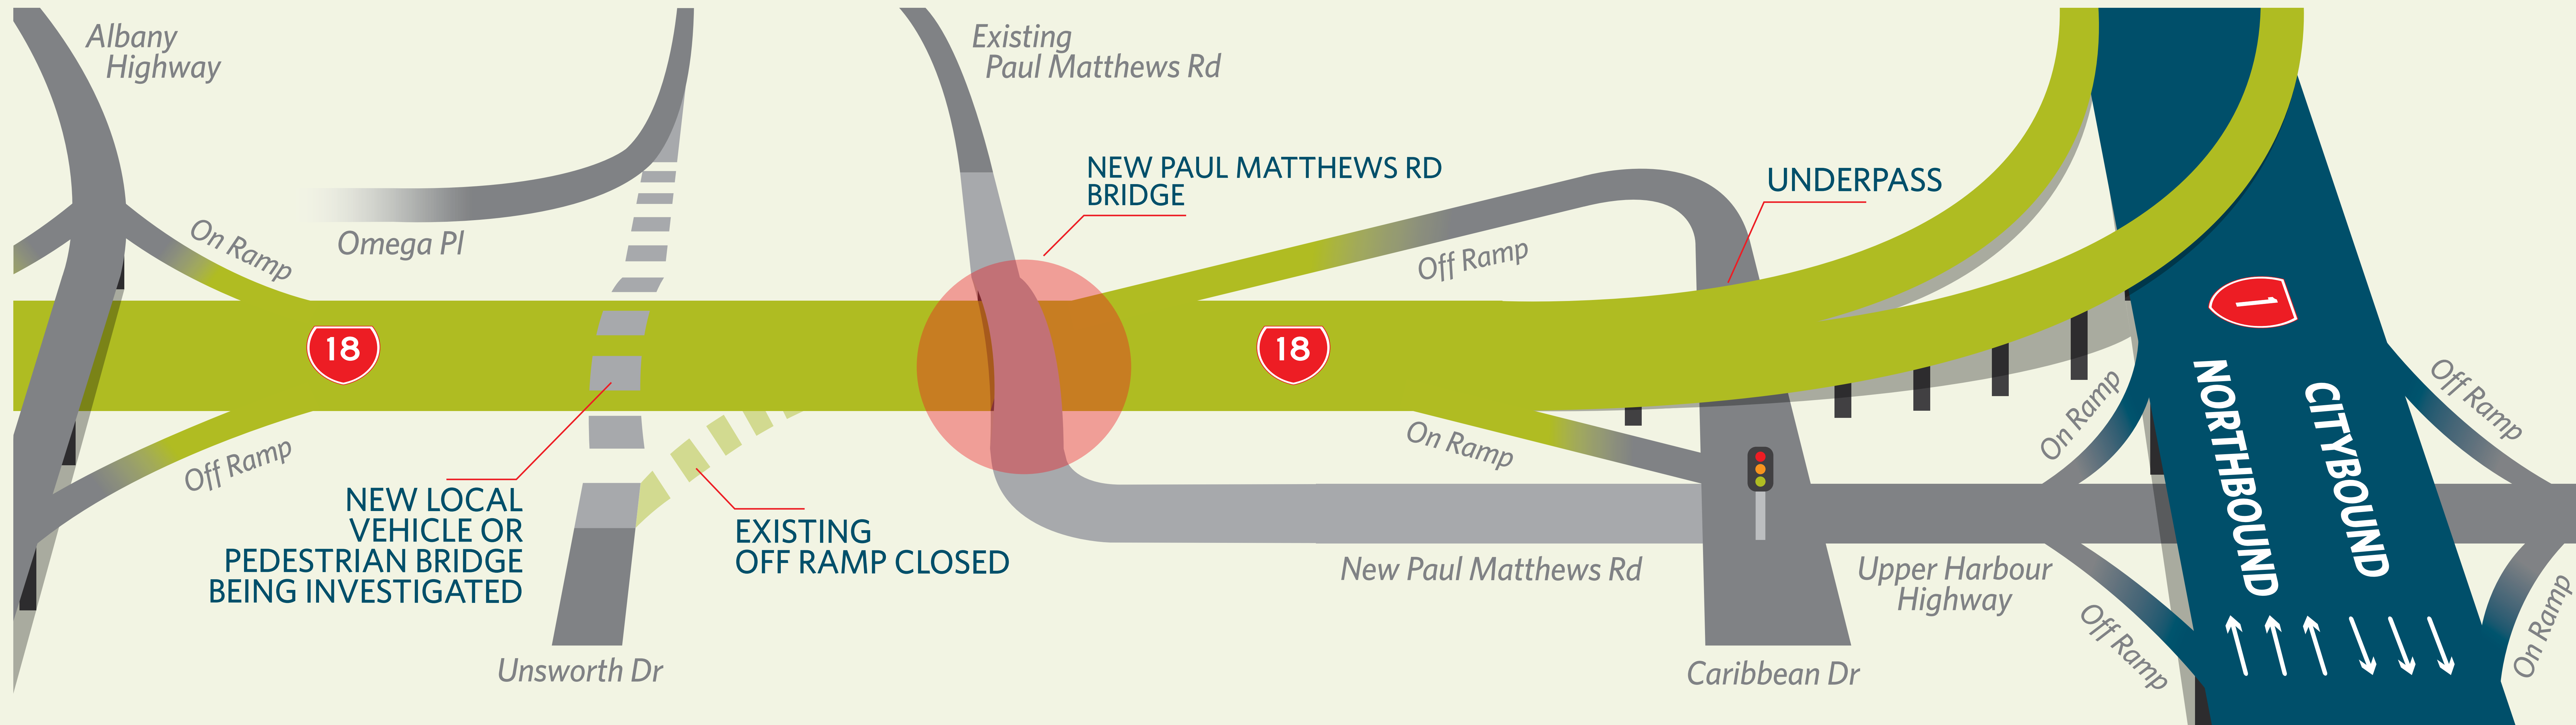 Albany
Highway
Existing
Paul Matthews Rd
NEW PAUL MATTHEWS RD
BRIDGE
UNDERPASS
On Ramp
Omega Pl
Off Ramp
1
18
18
NORTHBOUND
CITYBOUND
On Ramp
Off Ramp
Off Ramp
On Ramp
NEW LOCAL
VEHICLE OR
PEDESTRIAN BRIDGE
BEING INVESTIGATED
EXISTING
OFF RAMP CLOSED
New Paul Matthews Rd
Upper Harbour
Highway
Off Ramp
On Ramp
Unsworth Dr
Caribbean Dr